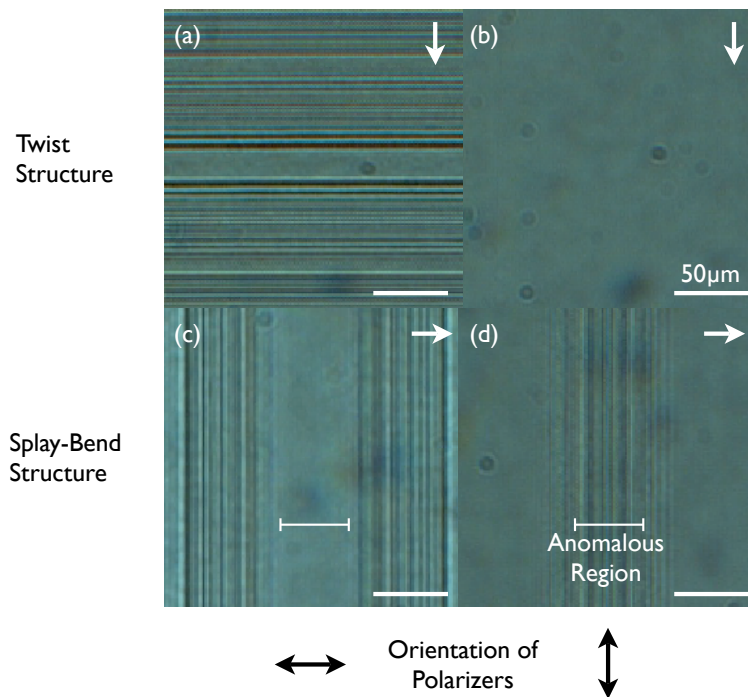 (a)
(b)
Twist
Structure
50μm
(c)
(d)
Splay-Bend
Structure
Anomalous
Region
Orientation of
Polarizers